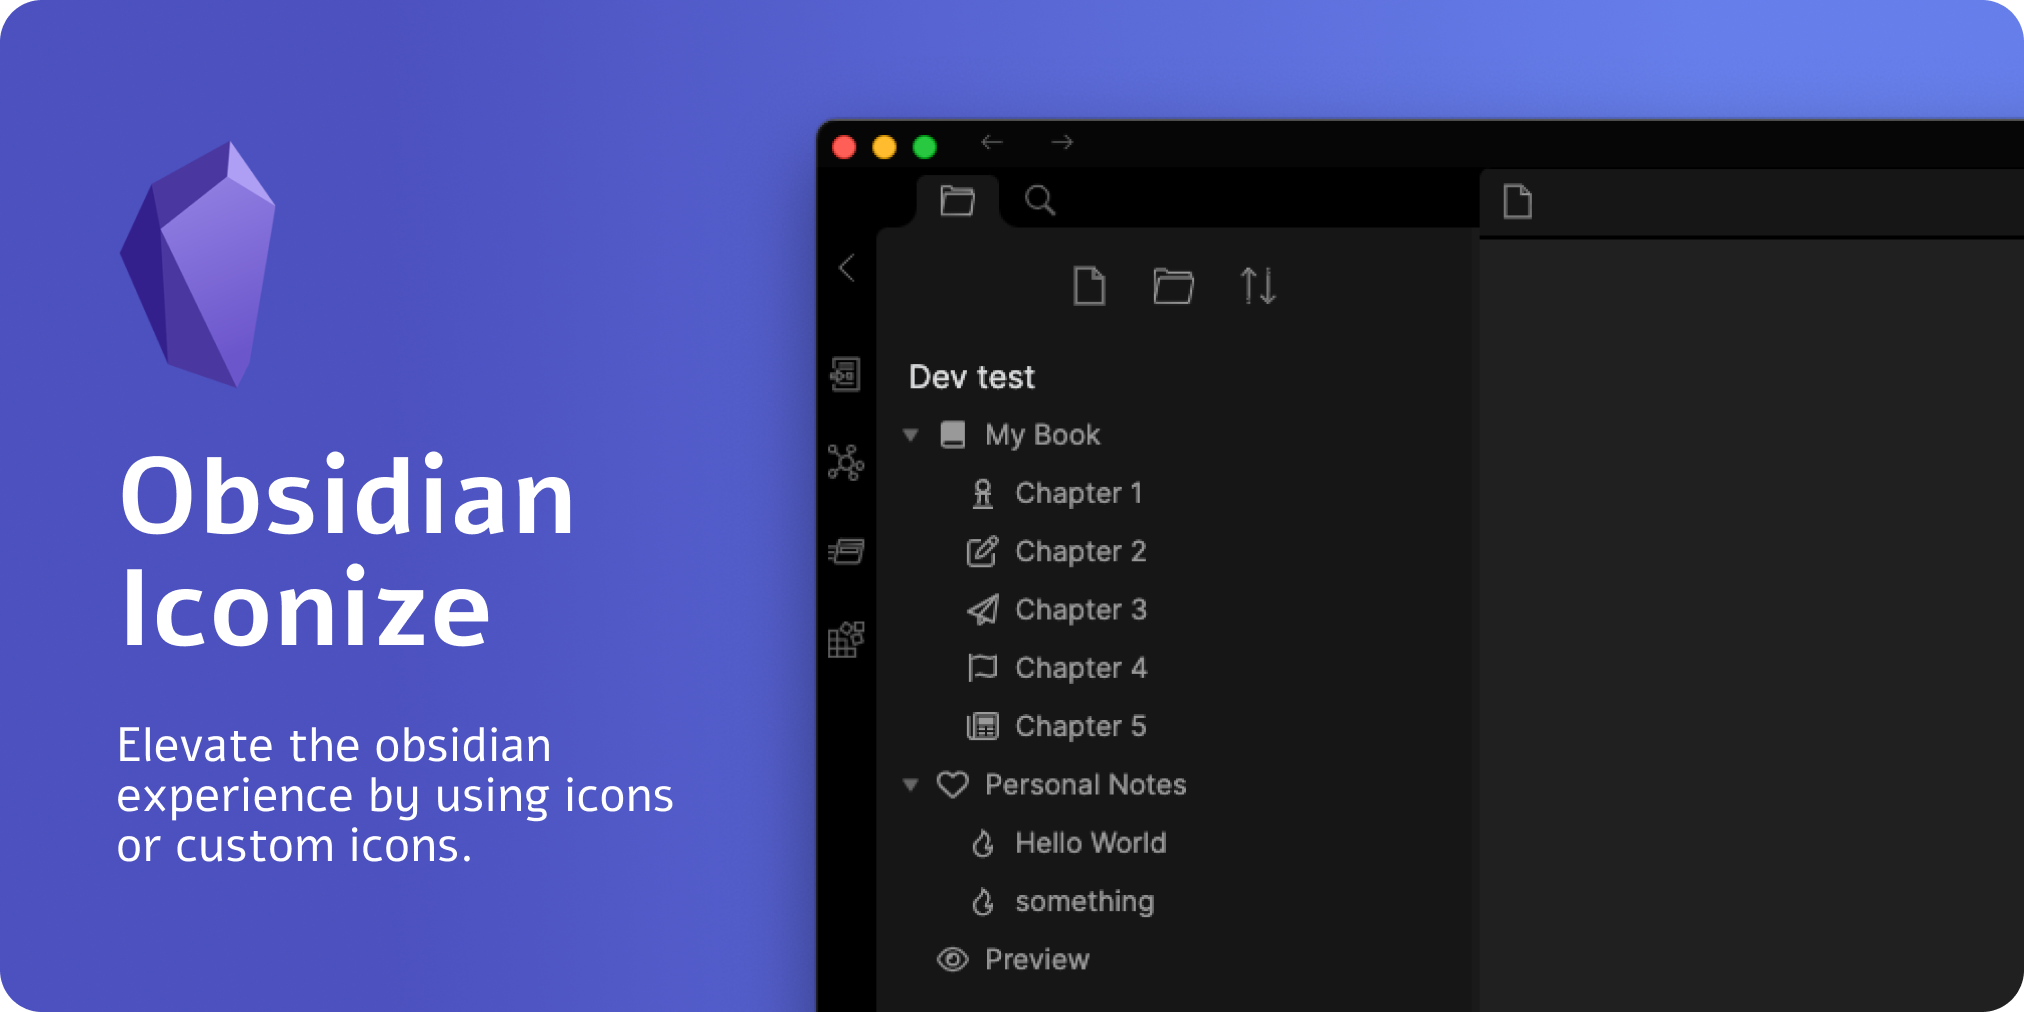 Obsidian
Iconize
Elevate the obsidian
experience by using icons
or custom icons.
Dev test
My Book
Chapter 1
Chapter 2
Chapter 3
Chapter 4
Chapter 5
Personal Notes
Hello World
something
Preview